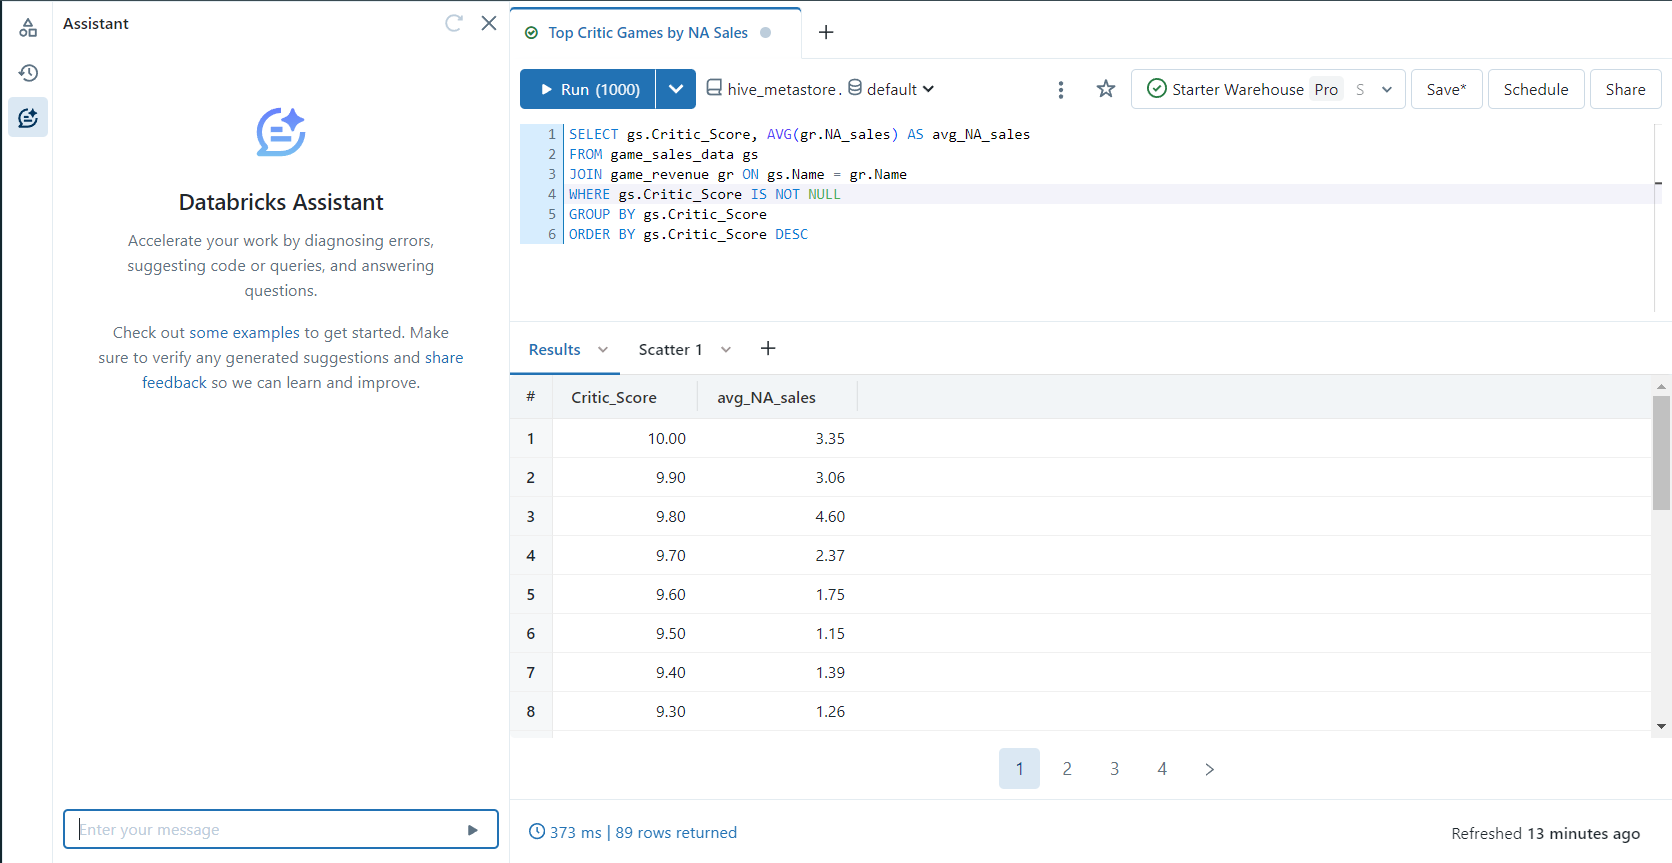 Assistant
Databricks Assistant
Accelerate your work by diagnosing errors,
suggesting code or queries, and answering
questions.
Check out some examples to get started. Make
sure to verify any generated suggestions and share
feedback so we can learn and improve.
Enter your message
Top Critic Games by NA Sales
Run (1000)
hive_metastore. default
Starter Warehouse Pro S
Save*
Schedule
Share
1 SELECT gs.Critic_Score, AVG(gr.NA_sales) AS avg_NA_sales
2 FROM game_sales_data gs
3 JOIN game_revenue gr ON gs.Name = gr.Name
4 WHERE gs.Critic_Score IS NOT NULL
5 GROUP BY gs.Critic_Score
6 ORDER BY gs.Critic_Score DESC
Results Scatter 1 +
# Critic_Score avg_NA_sales
1 10.00 3.35
2 9.90 3.06
3 9.80 4.60
4 9.70 2.37
5 9.60 1.75
6 9.50 1.15
7 9.40 1.39
8 9.30 1.26
1 2 3 4 >
373 ms | 89 rows returned
Refreshed 13 minutes ago